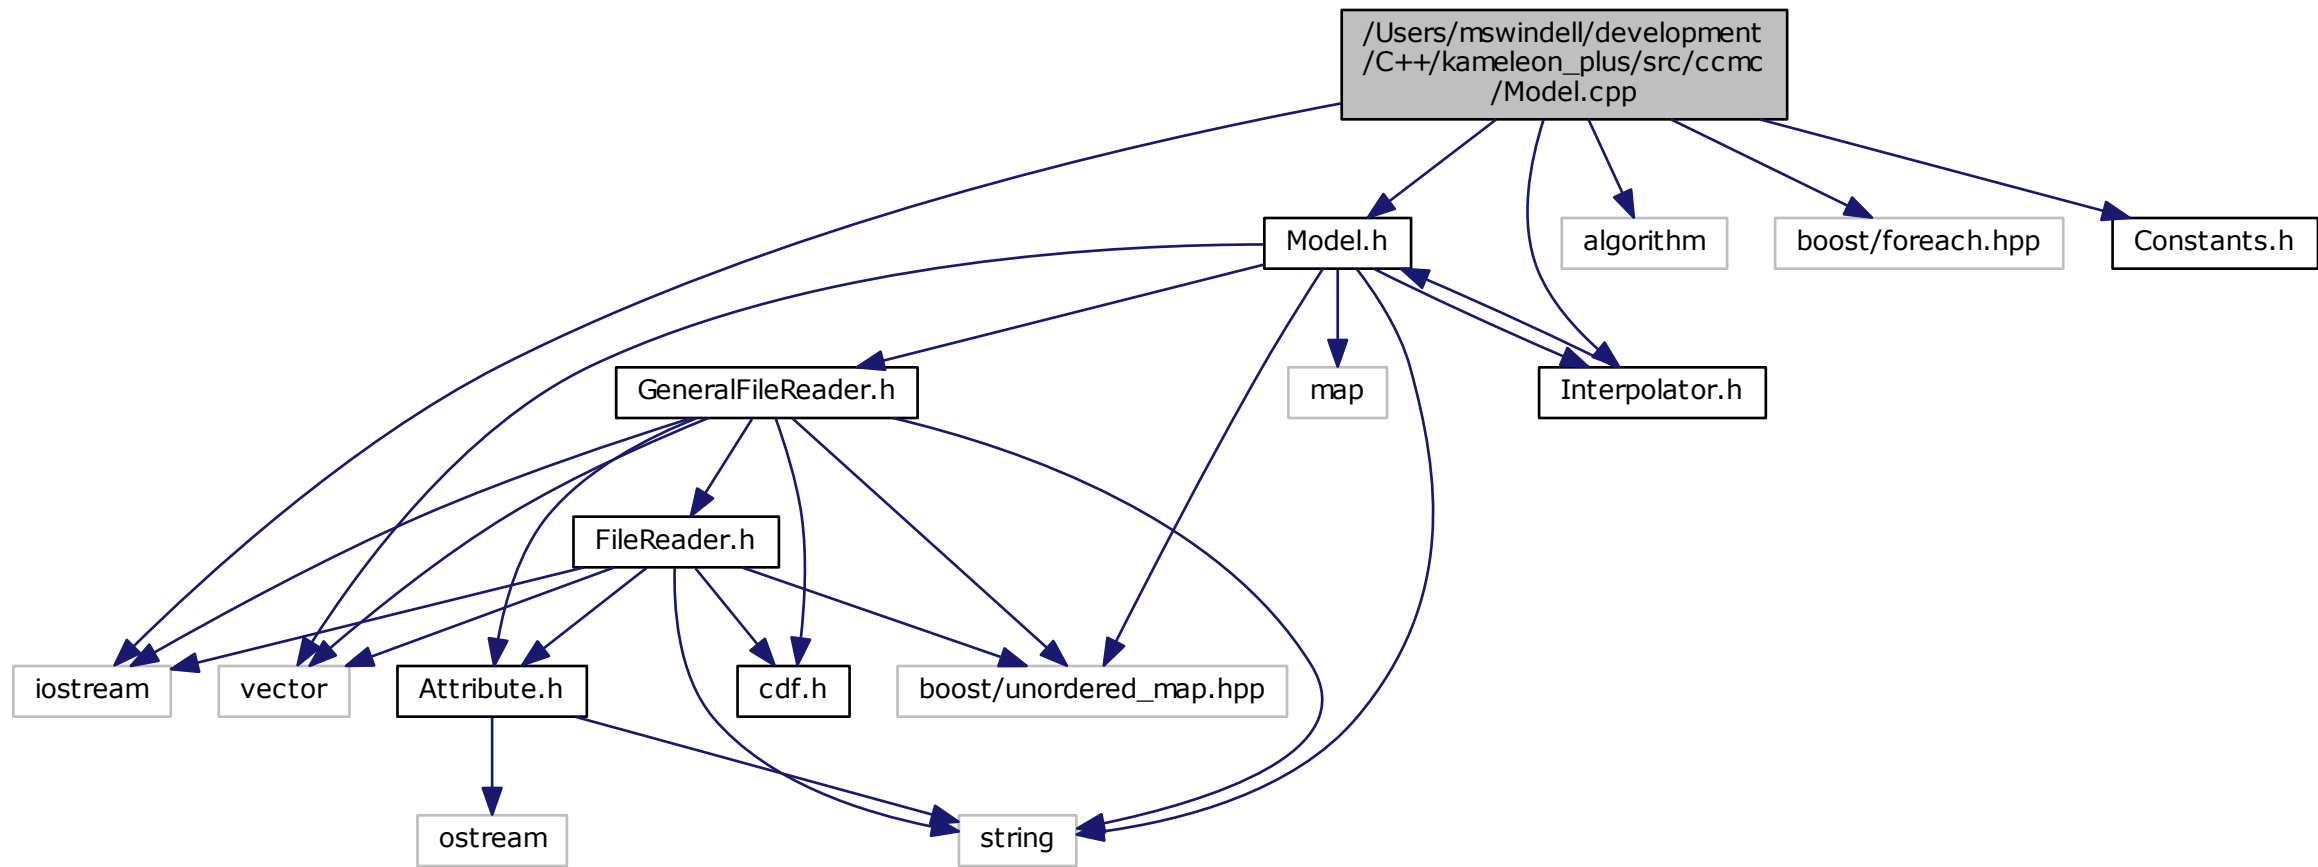 /Users/mswindell/development
/C++/kameleon_plus/src/ccmc
/Model.cpp
Model.h
algorithm
boost/foreach.hpp
Constants.h
GeneralFileReader.h
map
Interpolator.h
FileReader.h
iostream
vector
Attribute.h
cdf.h
boost/unordered_map.hpp
ostream
string